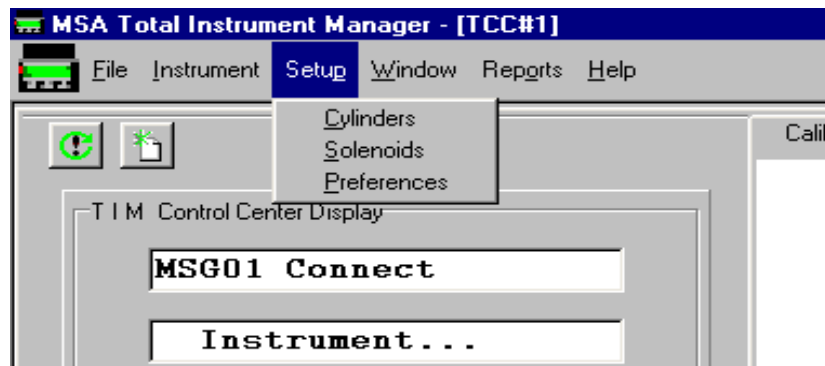 MSA Total Instrument Manager - [TCC#1]
File Instrument Setup Window Reports Help
Cylinders
Solenoids
Preferences
T I M Control Center Display
MSG01 Connect
Instrument...